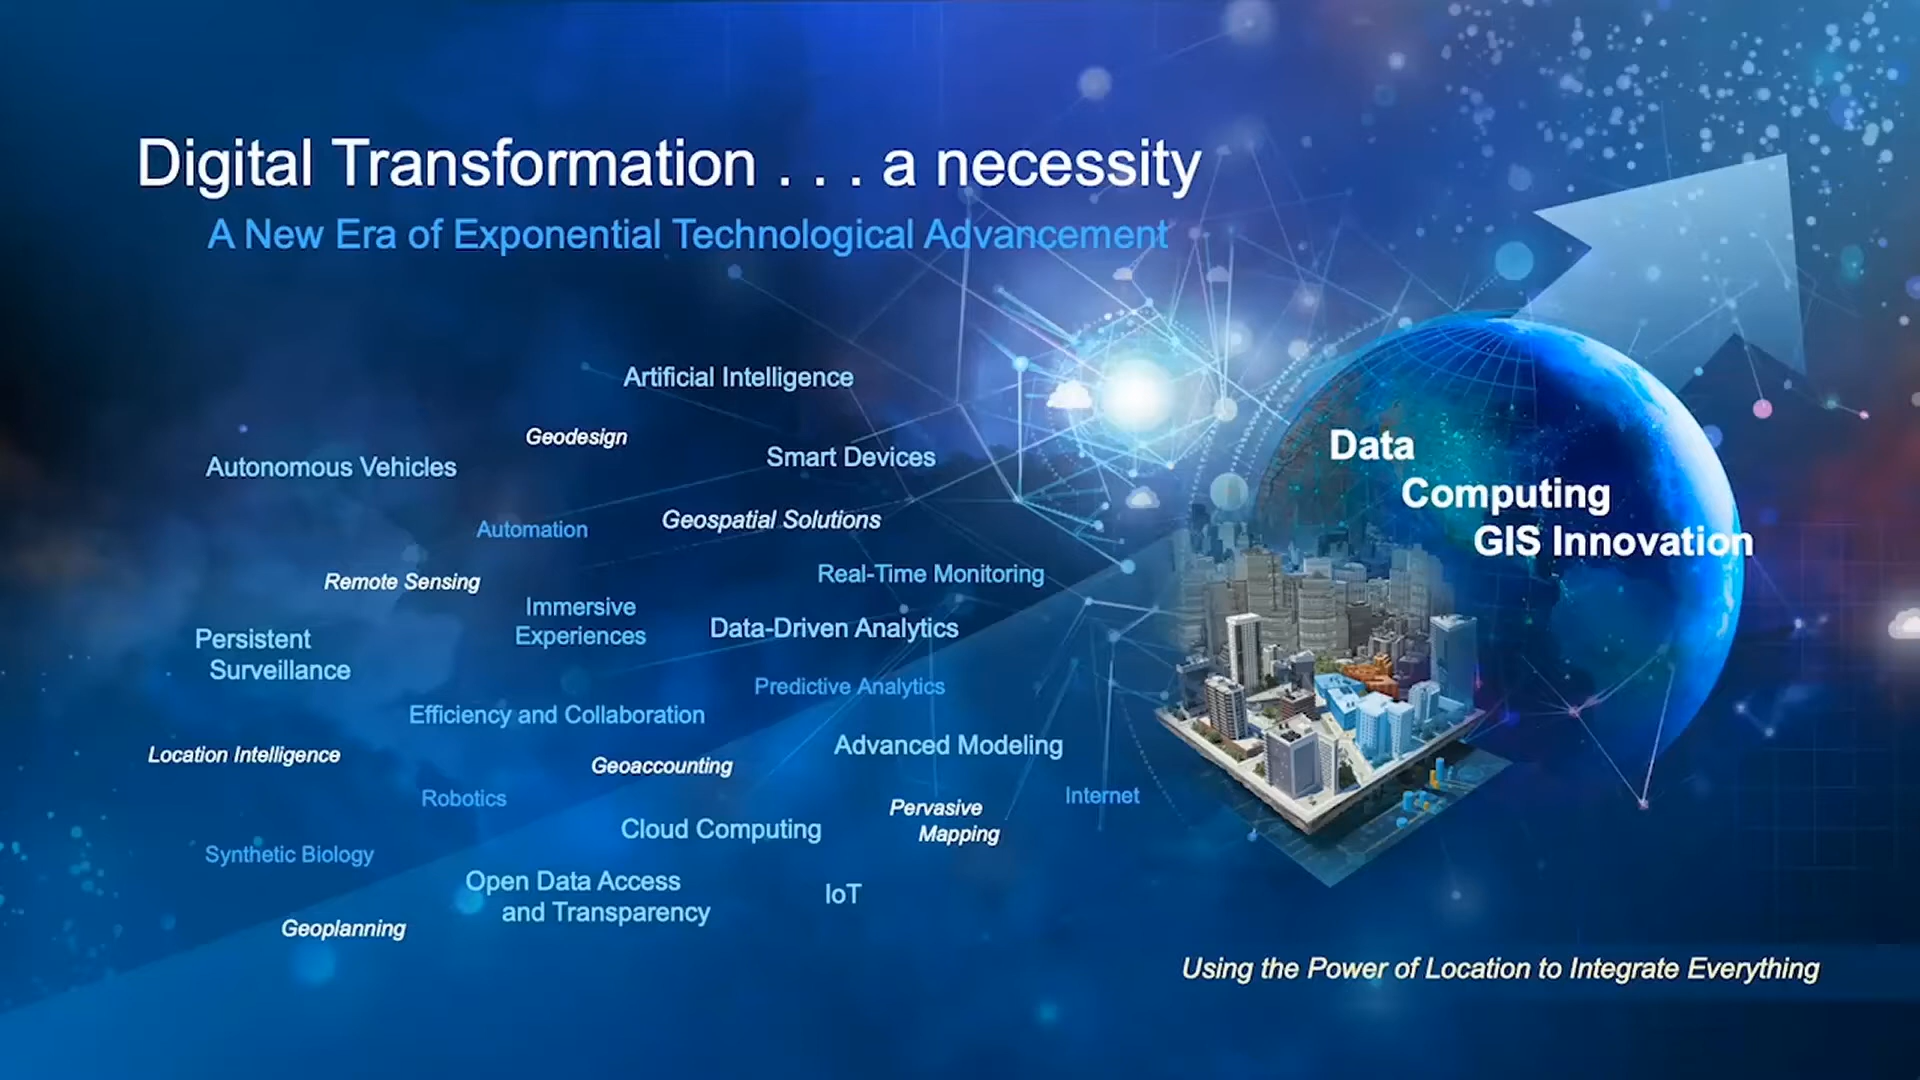 Digital Transformation . . . a necessity
A New Era of Exponential Technological Advancement
Artificial Intelligence
Geodesign
Smart Devices
Autonomous Vehicles
Geospatial Solutions
Automation
Real-Time Monitoring
Remote Sensing
Immersive
Experiences
Data-Driven Analytics
Persistent
Surveillance
Predictive Analytics
Efficiency and Collaboration
Advanced Modeling
Location Intelligence
Geoaccounting
Robotics
Internet
Pervasive
Mapping
Cloud Computing
Synthetic Biology
Open Data Access
and Transparency
IoT
Geoplanning
Data
Computing
GIS Innovation
Using the Power of Location to Integrate Everything